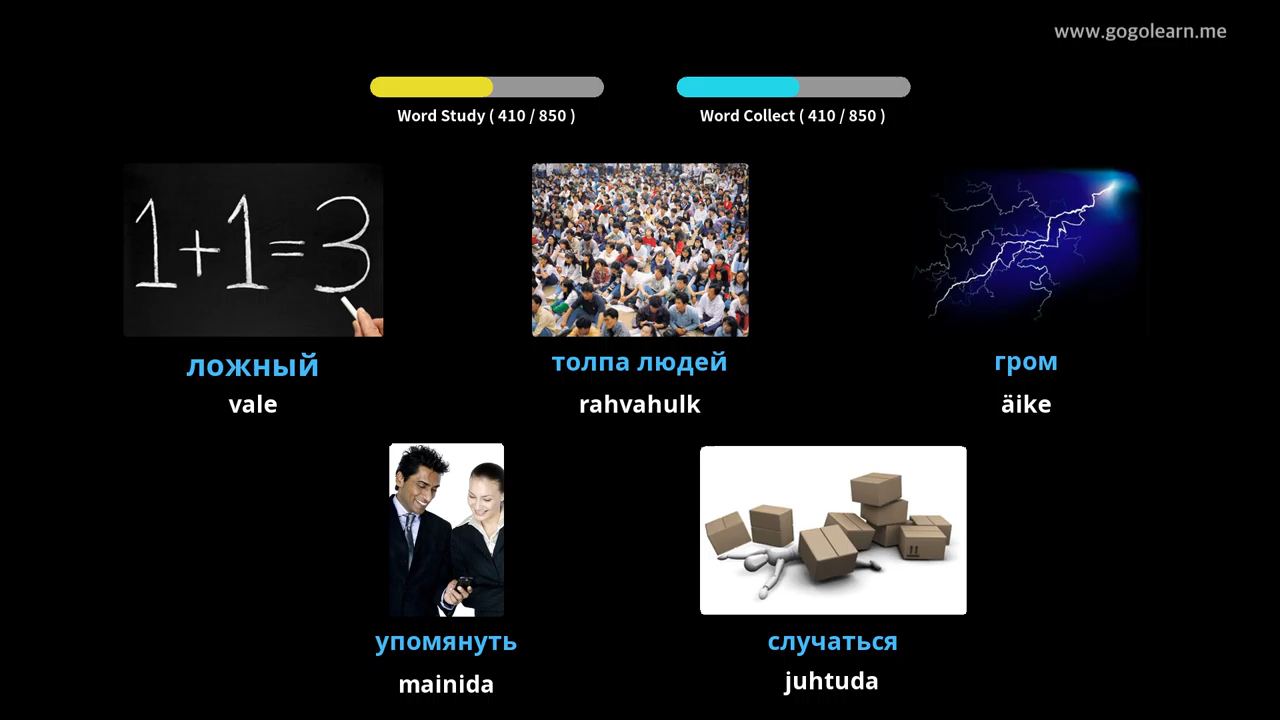 www.gogolearn.me
Word Study ( 410 / 850 )
Word Collect ( 410 / 850 )
1+1=3
ложный
vale
толпа людей
rahvahulk
гром
äike
упомянуть
mainida
случаться
juhtuda